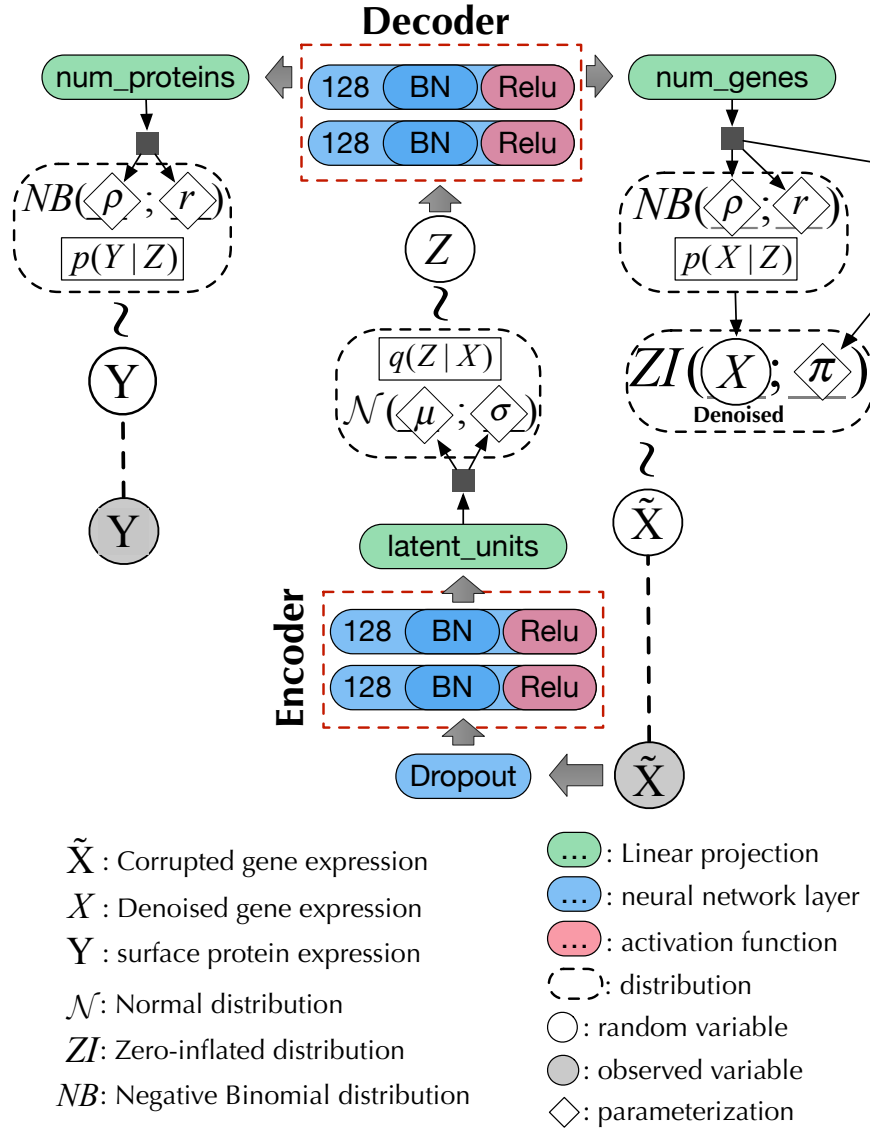 Decoder
num_proteins
128 BN Relu
128 BN Relu
num_genes
NB(ρ ; r)
p(Y | Z)
Z
NB(ρ ; r)
p(X | Z)
q(Z | X)
𝒩(μ ; σ)
ZI(X ; π)
Denoised
Y
Y
latent_units
X̃
Encoder
128 BN Relu
128 BN Relu
Dropout
X̃
X̃ : Corrupted gene expression
X : Denoised gene expression
Y : surface protein expression
𝒩: Normal distribution
ZI: Zero-inflated distribution
NB: Negative Binomial distribution
... : Linear projection
... : neural network layer
... : activation function
: distribution
: random variable
: observed variable
: parameterization